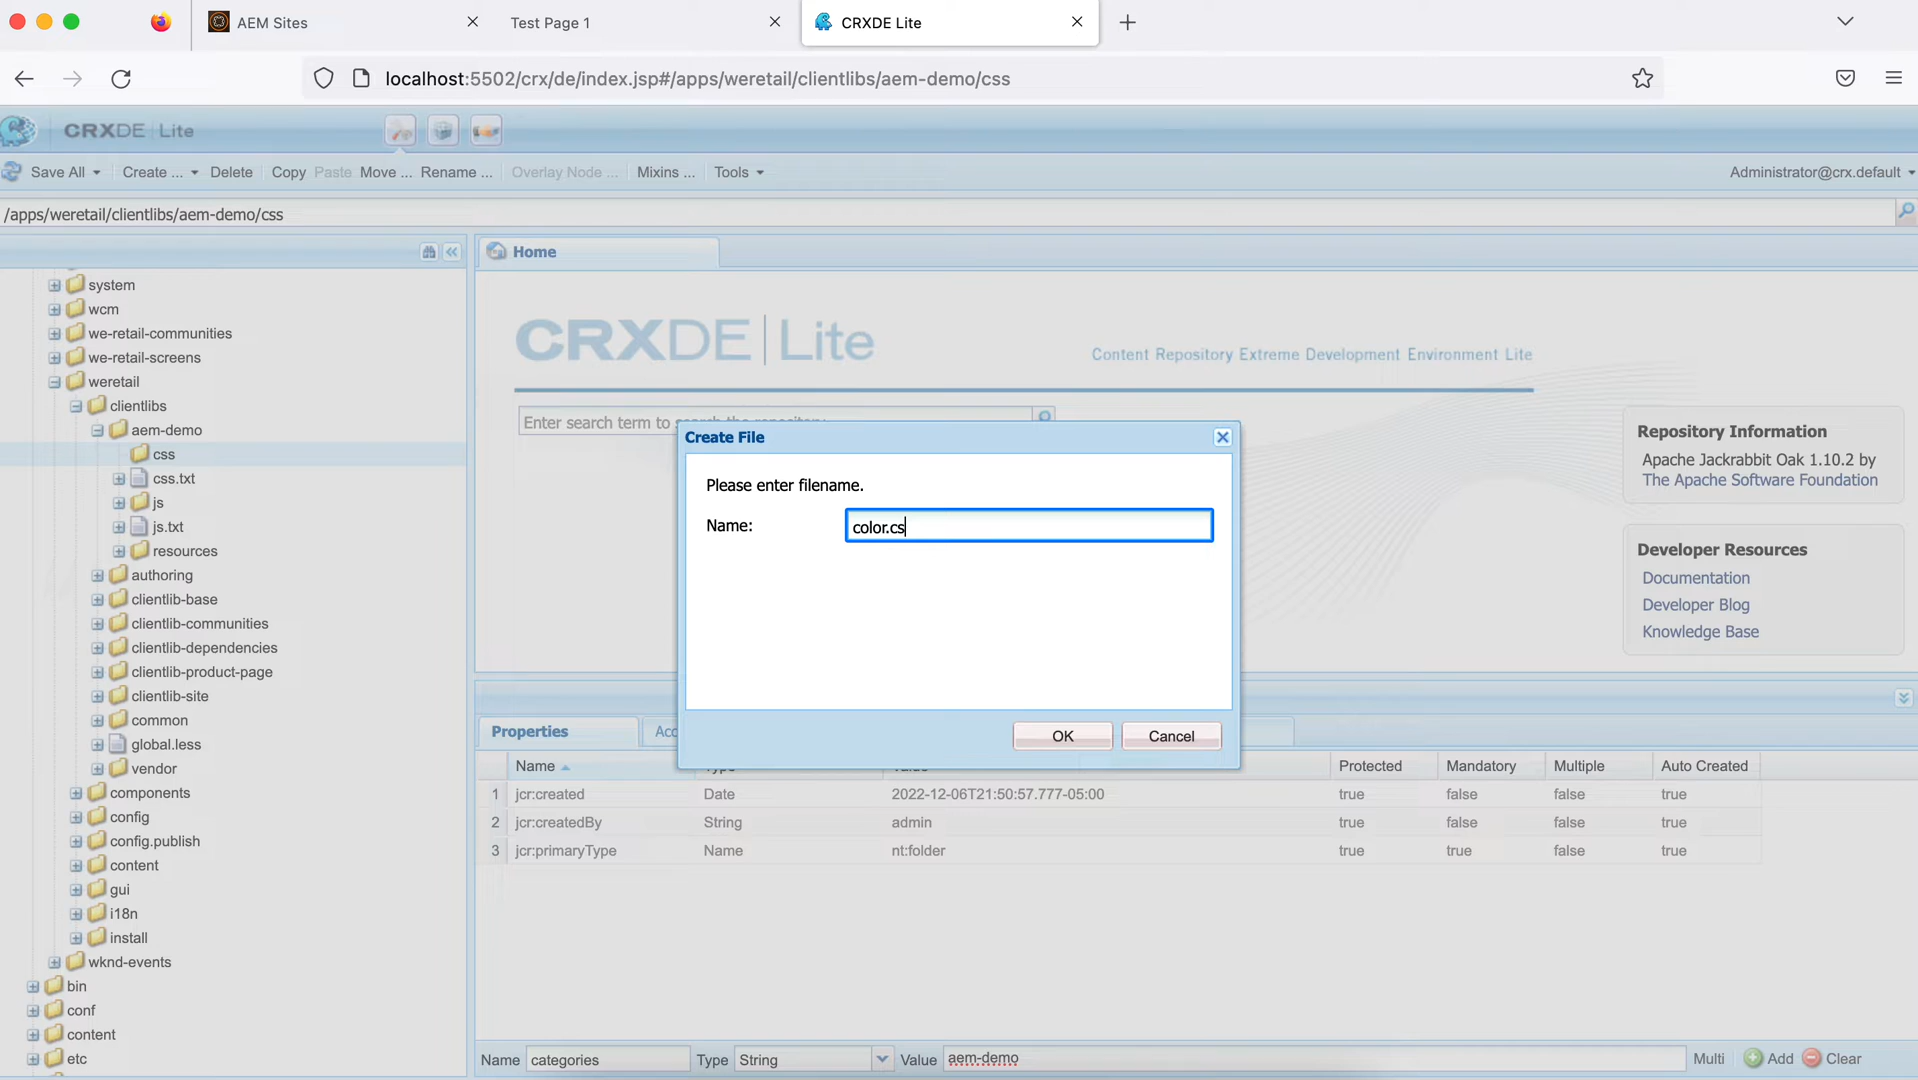 AEM Sites
Test Page 1
CRXDE Lite
localhost:5502/crx/de/index.jsp#/apps/weretail/clientlibs/aem-demo/css
CRXDE Lite
Save All Create ... Delete Copy Paste Move ... Rename ... Overlay Node ... Mixins ... Tools Administrator@crx.default
/apps/weretail/clientlibs/aem-demo/css
system
wcm
we-retail-communities
we-retail-screens
weretail
clientlibs
aem-demo
css
css.txt
js
js.txt
resources
authoring
clientlib-base
clientlib-communities
clientlib-dependencies
clientlib-product-page
clientlib-site
common
global.less
vendor
components
config
config.publish
content
gui
i18n
install
wknd-events
bin
conf
content
etc
Home
CRXDE Lite
Content Repository Extreme Development Environment Lite
Enter search term to search the repository
Create File
Please enter filename.
Name: color.cs
OK Cancel
Repository Information
Apache Jackrabbit Oak 1.10.2 by
The Apache Software Foundation
Developer Resources
Documentation
Developer Blog
Knowledge Base
Properties
Name Type Value Protected Mandatory Multiple Auto Created
1 jcr:created Date 2022-12-06T21:50:57.777-05:00 true false false true
2 jcr:createdBy String admin true false false true
3 jcr:primaryType Name nt:folder true true false true
Name categories Type String Value aem-demo Multi Add Clear